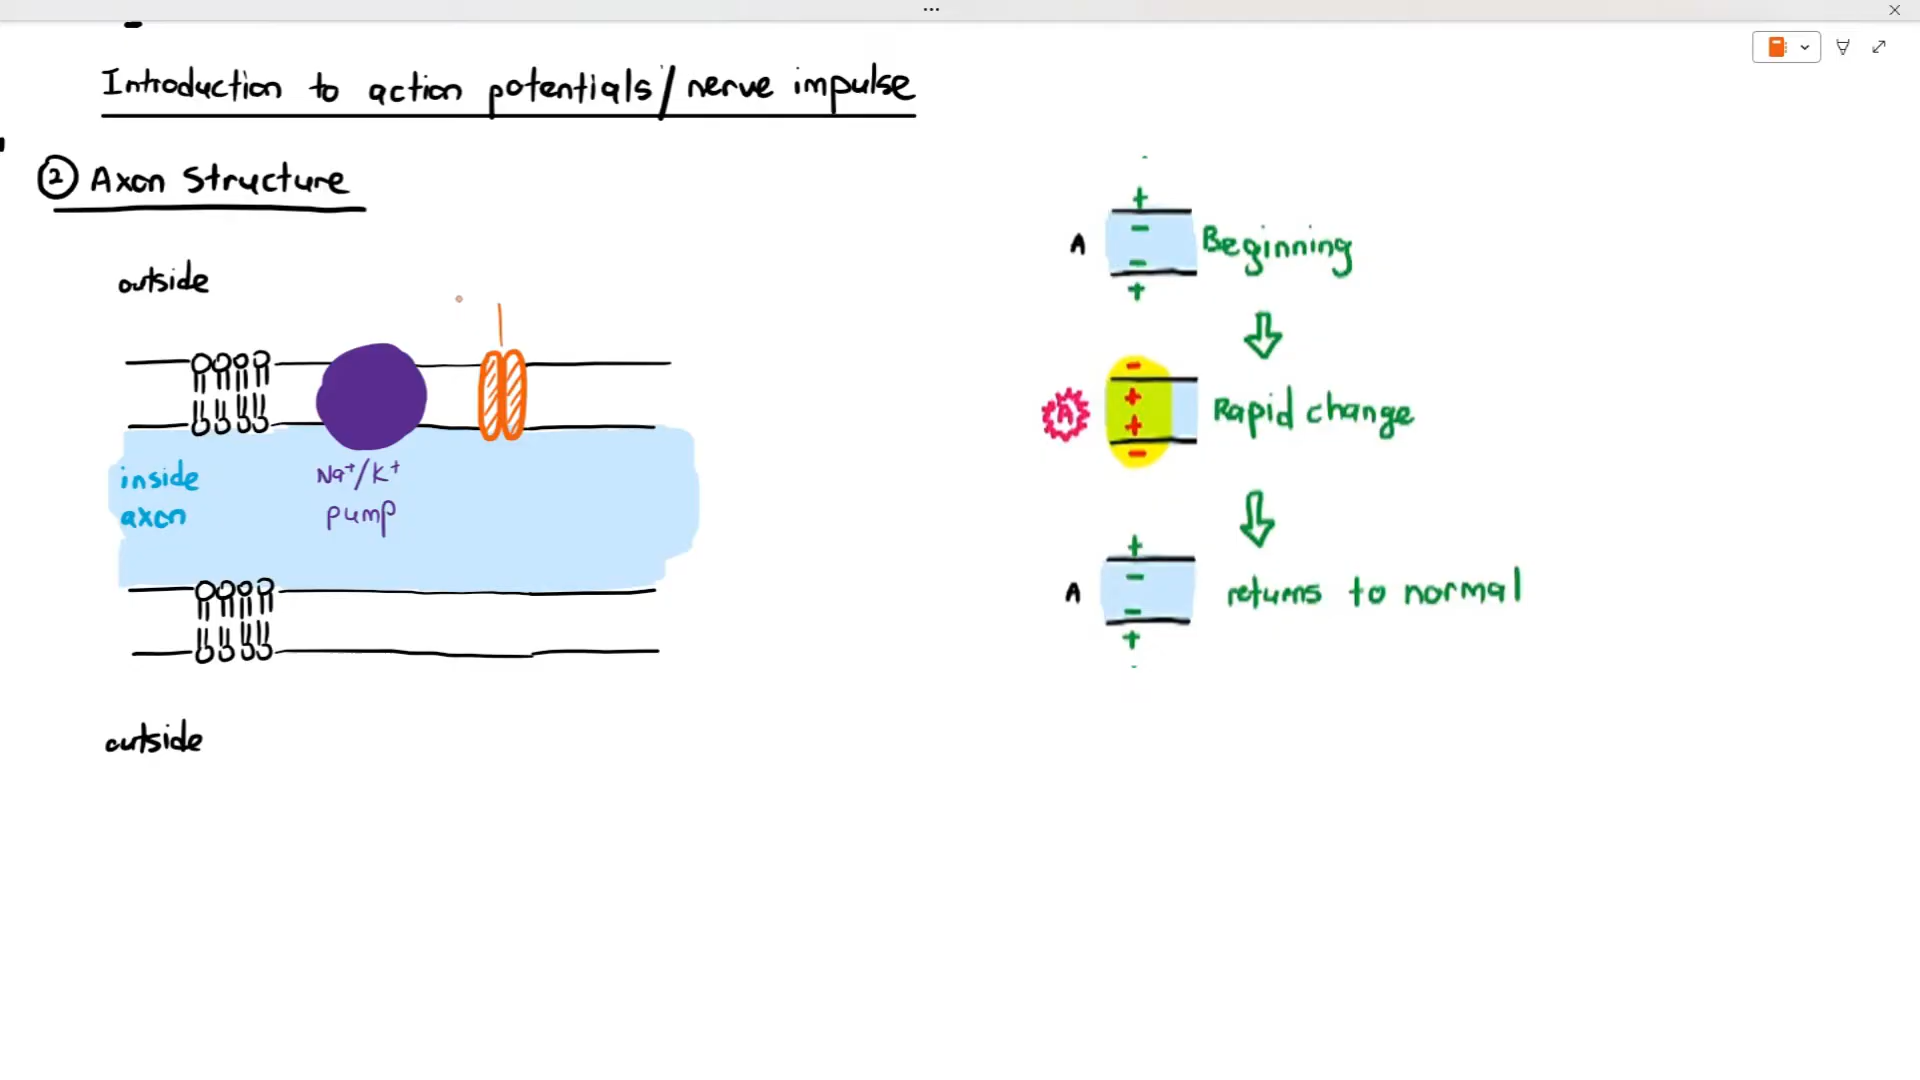 Introduction to action potentials/nerve impulse
② Axon Structure
outside
inside
axon
Na⁺/K⁺
pump
outside
+
A - Beginning
-
+
-
A + Rapid change
+
-
+
A - returns to normal
-
+